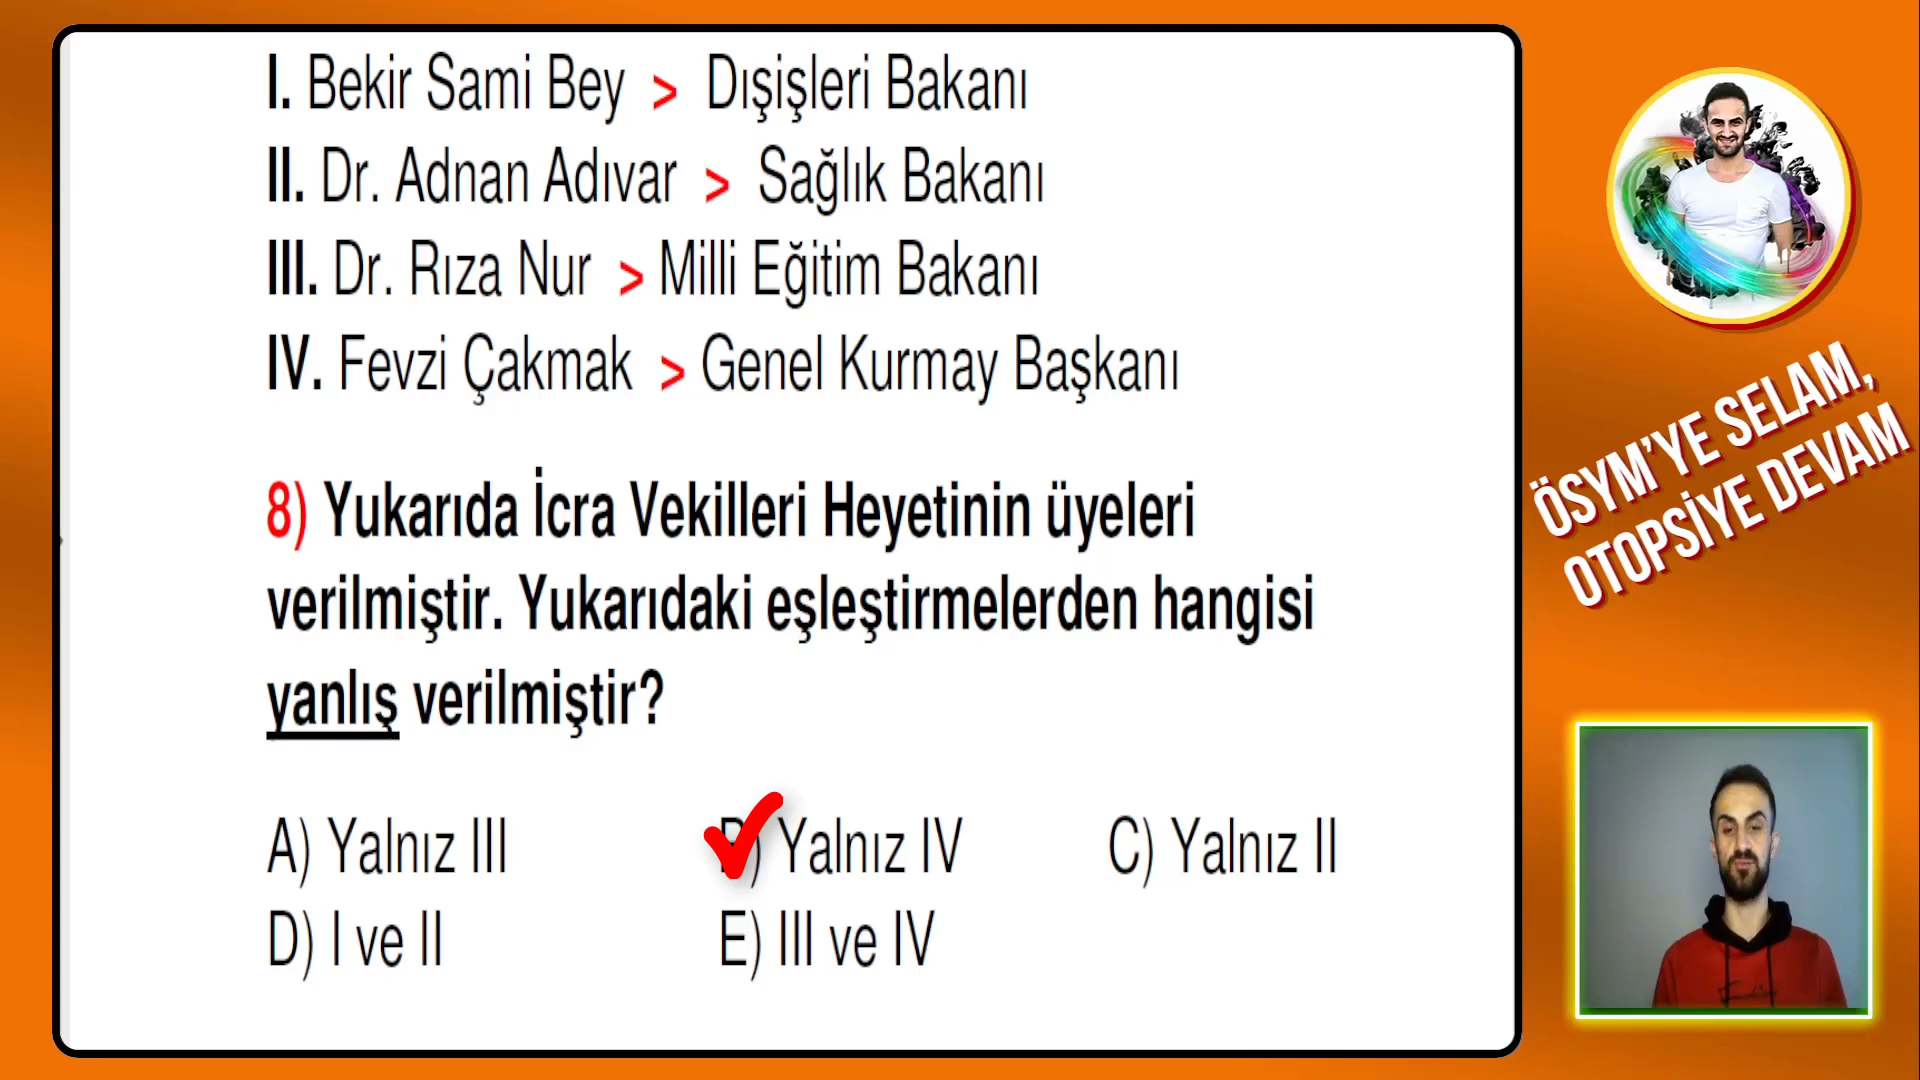 I. Bekir Sami Bey > Dışişleri Bakanı
II. Dr. Adnan Adıvar > Sağlık Bakanı
III. Dr. Rıza Nur > Milli Eğitim Bakanı
IV. Fevzi Çakmak > Genel Kurmay Başkanı
8) Yukarıda İcra Vekilleri Heyetinin üyeleri
verilmiştir. Yukarıdaki eşleştirmelerden hangisi
yanlış verilmiştir?
A) Yalnız III B) Yalnız IV C) Yalnız II
D) I ve II E) III ve IV
ÖSYM'YE SELAM,
OTOPSİYE DEVAM